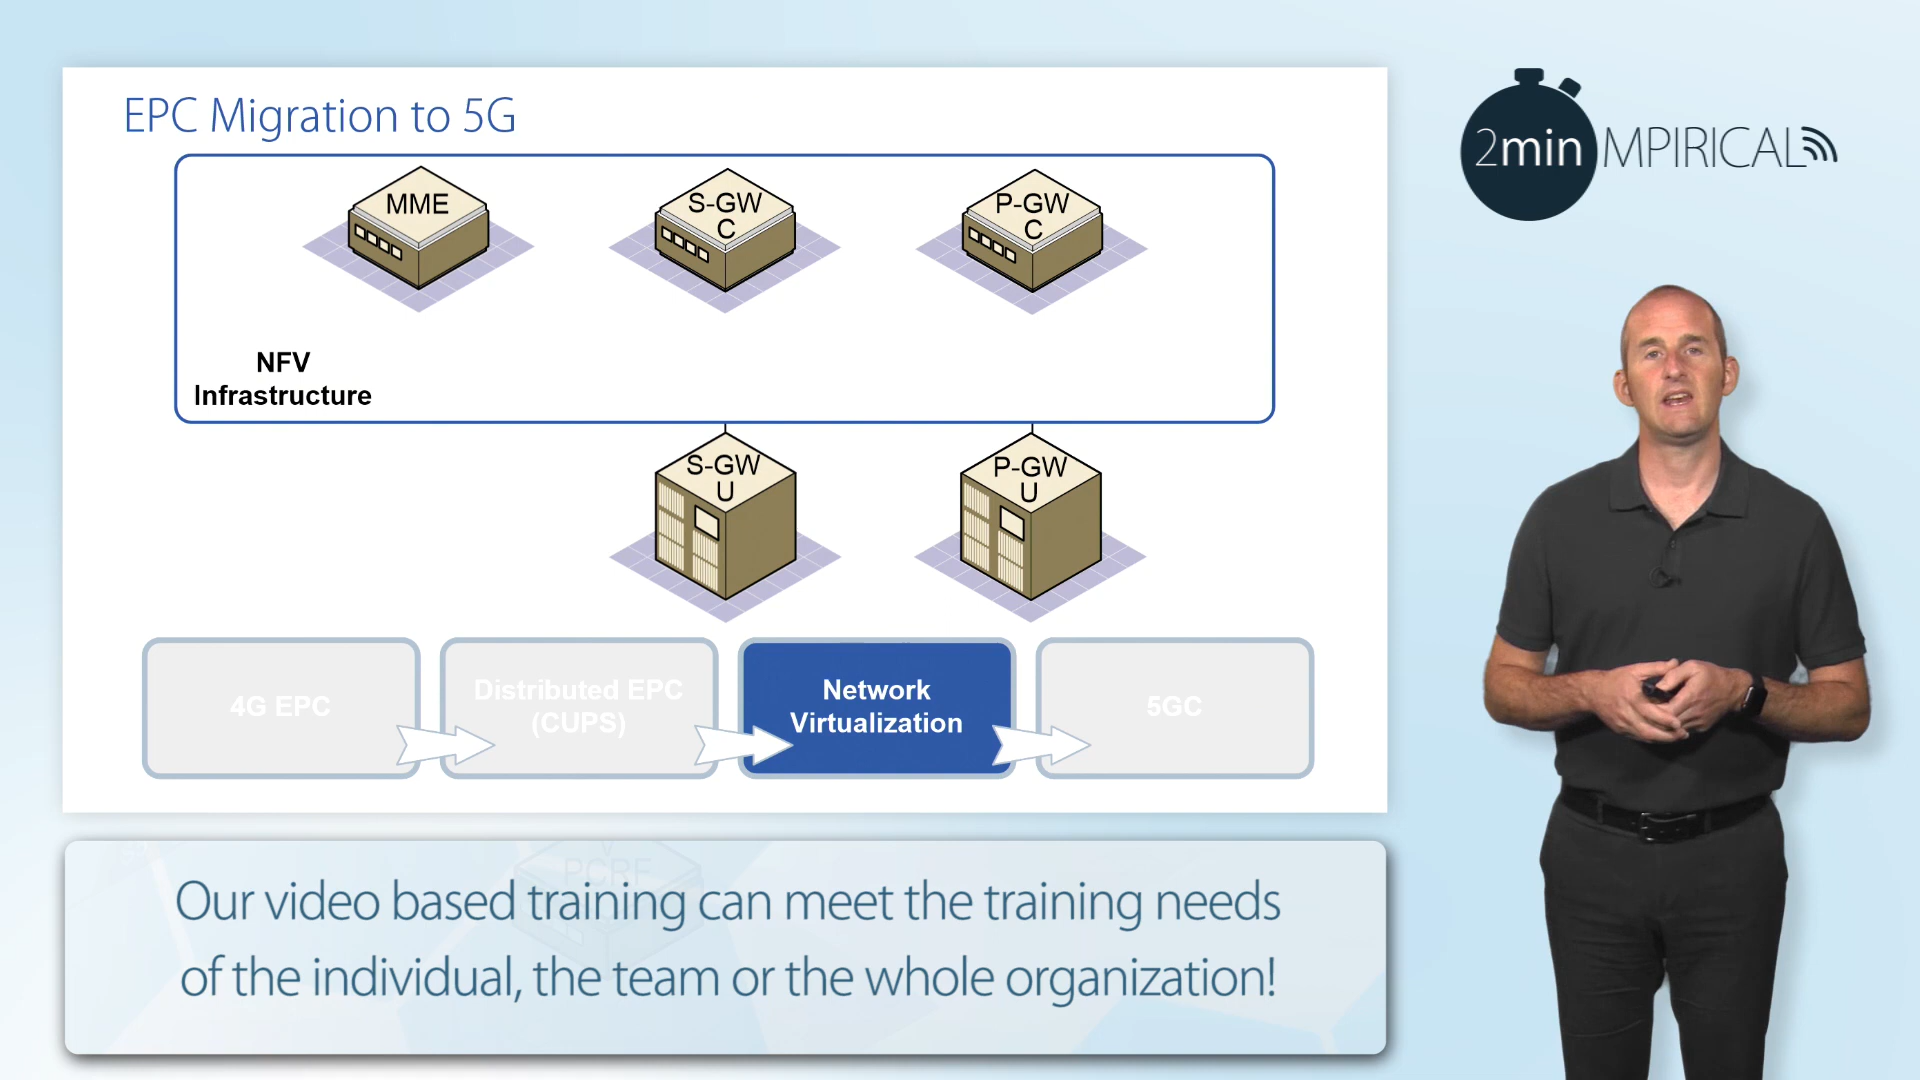 EPC Migration to 5G
MME
S-GW
C
P-GW
C
NFV
Infrastructure
S-GW
U
P-GW
U
4G EPC
Distributed EPC
(CUPS)
Network
Virtualization
5GC
2min MPIRICAL
PCRF
Our video based training can meet the training needs
of the individual, the team or the whole organization!